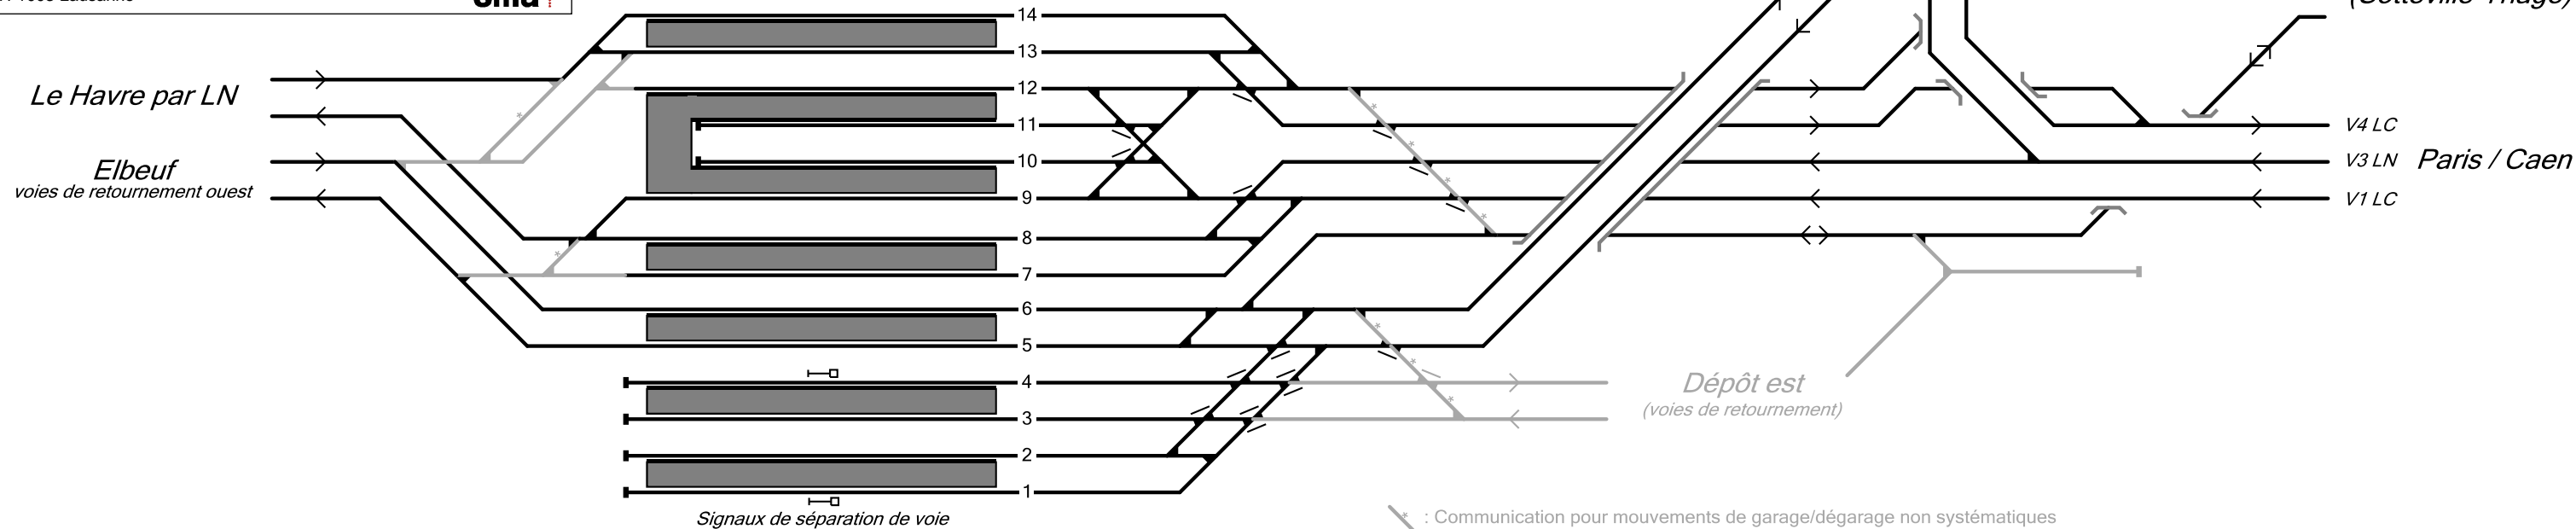 Le Havre par LN
Elbeuf
voies de retournement ouest
14
13
12
11
10
9
8
7
6
5
4
3
2
1
Signaux de séparation de voie
V4 LC
V3 LN
Paris / Caen
V1 LC
Dépôt est
(voies de retournement)
* : Communication pour mouvements de garage/dégarage non systématiques